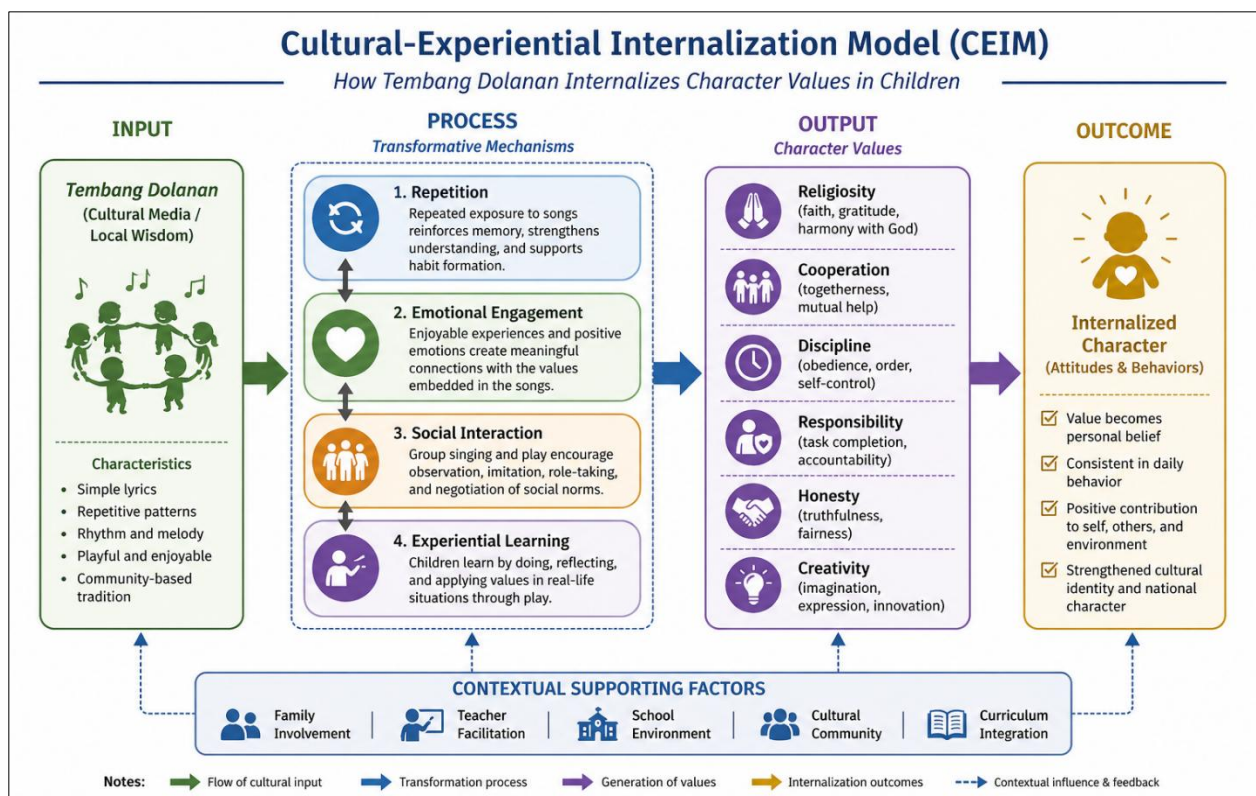 Cultural-Experiential Internalization Model (CEIM)
How Tembang Dolanan Internalizes Character Values in Children
INPUT
Tembang Dolanan
(Cultural Media /
Local Wisdom)
Characteristics
• Simple lyrics
• Repetitive patterns
• Rhythm and melody
• Playful and enjoyable
• Community-based
tradition
PROCESS
Transformative Mechanisms
1. Repetition
Repeated exposure to songs
reinforces memory, strengthens
understanding, and supports
habit formation.
2. Emotional Engagement
Enjoyable experiences and positive
emotions create meaningful
connections with the values
embedded in the songs.
3. Social Interaction
Group singing and play encourage
observation, imitation, role-taking,
and negotiation of social norms.
4. Experiential Learning
Children learn by doing, reflecting,
and applying values in real-life
situations through play.
OUTPUT
Character Values
Religiosity
(faith, gratitude,
harmony with God)
Cooperation
(togetherness,
mutual help)
Discipline
(obedience, order,
self-control)
Responsibility
(task completion,
accountability)
Honesty
(truthfulness,
fairness)
Creativity
(imagination,
expression, innovation)
OUTCOME
Internalized
Character
(Attitudes & Behaviors)
Value becomes
personal belief
Consistent in daily
behavior
Positive contribution
to self, others, and
environment
Strengthened cultural
identity and national
character
CONTEXTUAL SUPPORTING FACTORS
Family
Involvement
Teacher
Facilitation
School
Environment
Cultural
Community
Curriculum
Integration
Notes:
Flow of cultural input
Transformation process
Generation of values
Internalization outcomes
Contextual influence & feedback